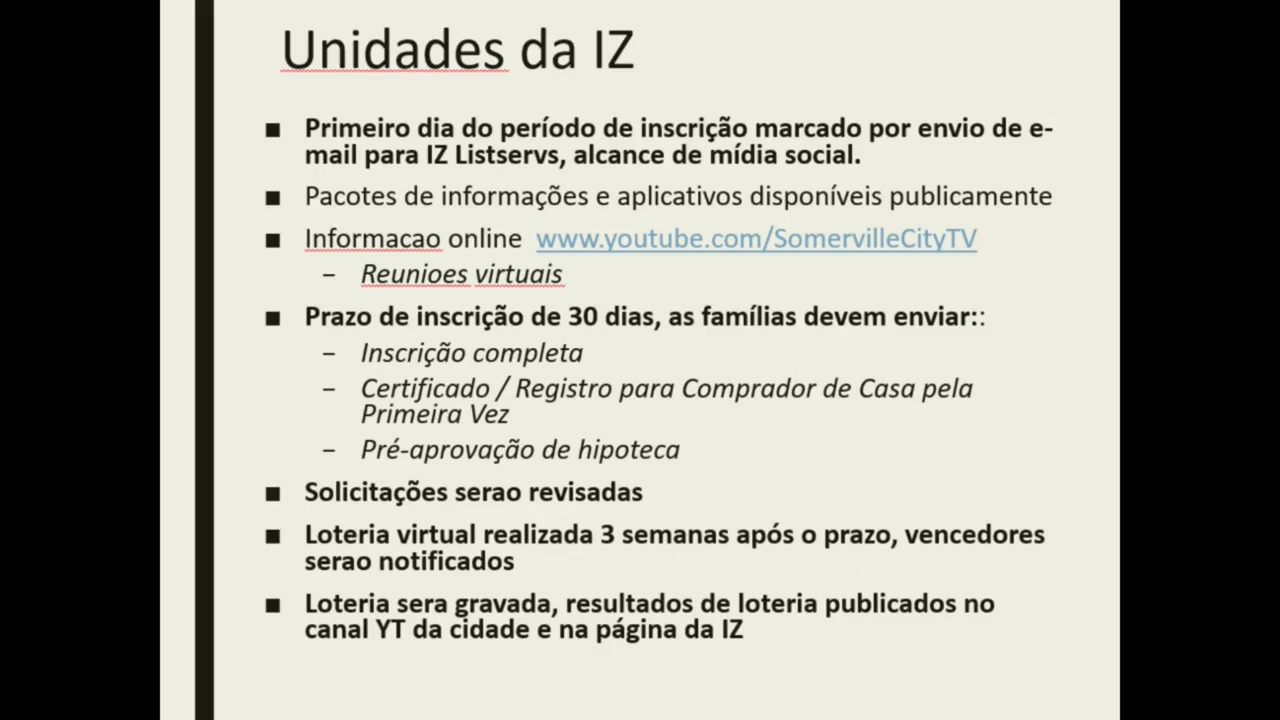 Unidades da IZ
■ Primeiro dia do período de inscrição marcado por envio de e-
mail para IZ Listservs, alcance de mídia social.
■ Pacotes de informações e aplicativos disponíveis publicamente
■ Informacao online www.youtube.com/SomervilleCityTV
– Reunioes virtuais
■ Prazo de inscrição de 30 dias, as famílias devem enviar::
– Inscrição completa
– Certificado / Registro para Comprador de Casa pela
Primeira Vez
– Pré-aprovação de hipoteca
■ Solicitações serao revisadas
■ Loteria virtual realizada 3 semanas após o prazo, vencedores
serao notificados
■ Loteria sera gravada, resultados de loteria publicados no
canal YT da cidade e na página da IZ